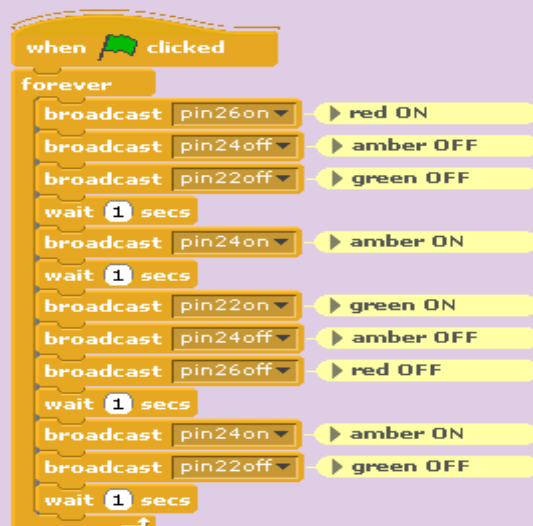 when clicked
forever
broadcast pin26on red ON
broadcast pin24off amber OFF
broadcast pin22off green OFF
wait 1 secs
broadcast pin24on amber ON
wait 1 secs
broadcast pin22on green ON
broadcast pin24off amber OFF
broadcast pin26off red OFF
wait 1 secs
broadcast pin24on amber ON
broadcast pin22off green OFF
wait 1 secs